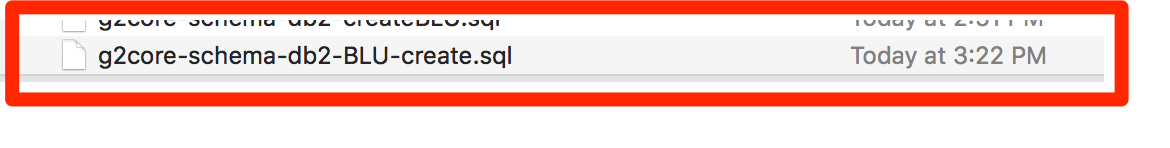 g2core-schema-db2-createBLU.sql Today at 2:51 PM
g2core-schema-db2-BLU-create.sql Today at 3:22 PM